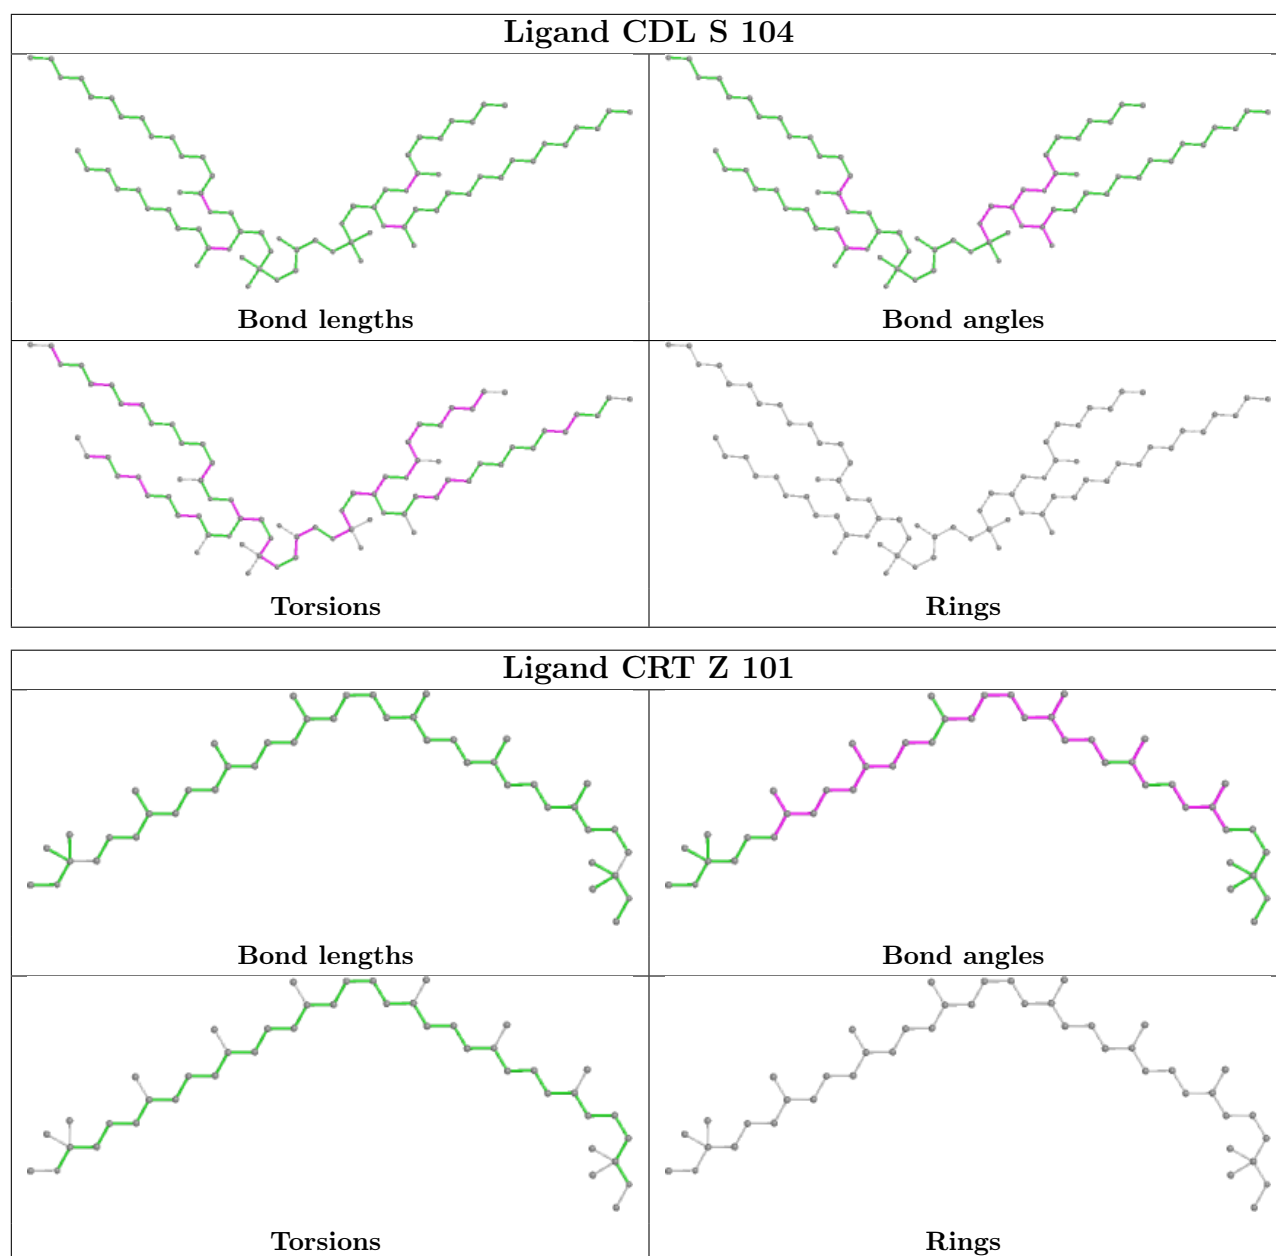 Ligand CDL S 104
Bond lengths
Bond angles
Torsions
Rings
Ligand CRT Z 101
Bond lengths
Bond angles
Torsions
Rings